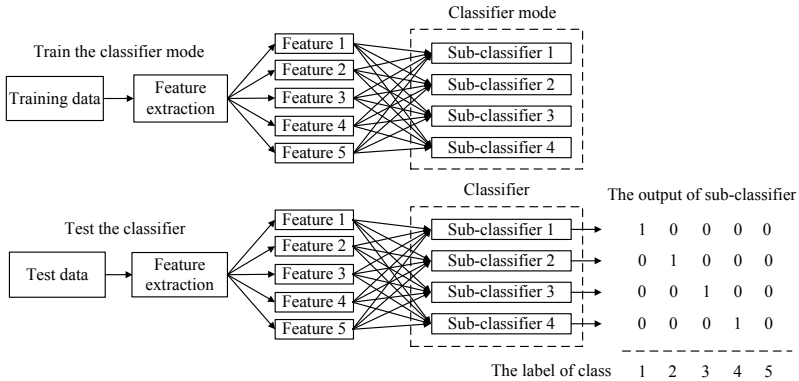 Classifier mode
Train the classifier mode
Training data
Feature extraction
Feature 1
Feature 2
Feature 3
Feature 4
Feature 5
Sub-classifier 1
Sub-classifier 2
Sub-classifier 3
Sub-classifier 4
Classifier
The output of sub-classifier
Test the classifier
Test data
Feature extraction
Feature 1
Feature 2
Feature 3
Feature 4
Feature 5
Sub-classifier 1
Sub-classifier 2
Sub-classifier 3
Sub-classifier 4
1 0 0 0 0
0 1 0 0 0
0 0 1 0 0
0 0 0 1 0
The label of class 1 2 3 4 5